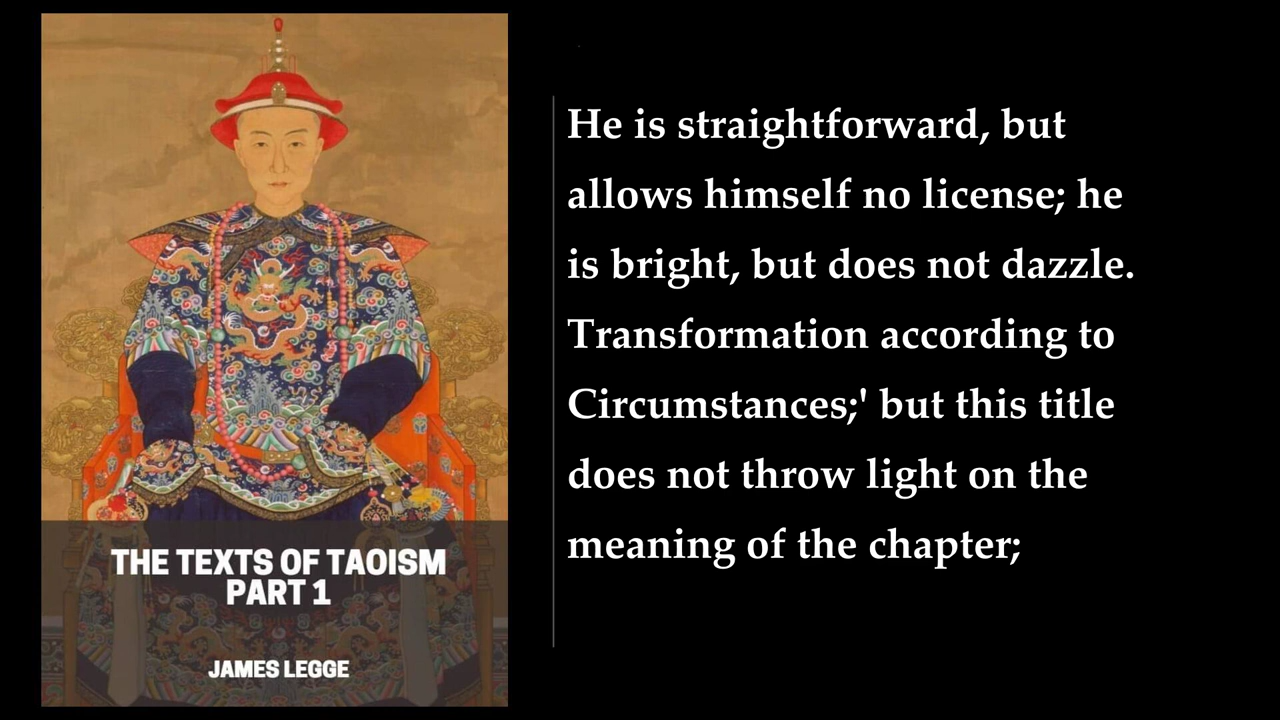 THE TEXTS OF TAOISM
PART 1
JAMES LEGGE
He is straightforward, but
allows himself no license; he
is bright, but does not dazzle.
Transformation according to
Circumstances;' but this title
does not throw light on the
meaning of the chapter;